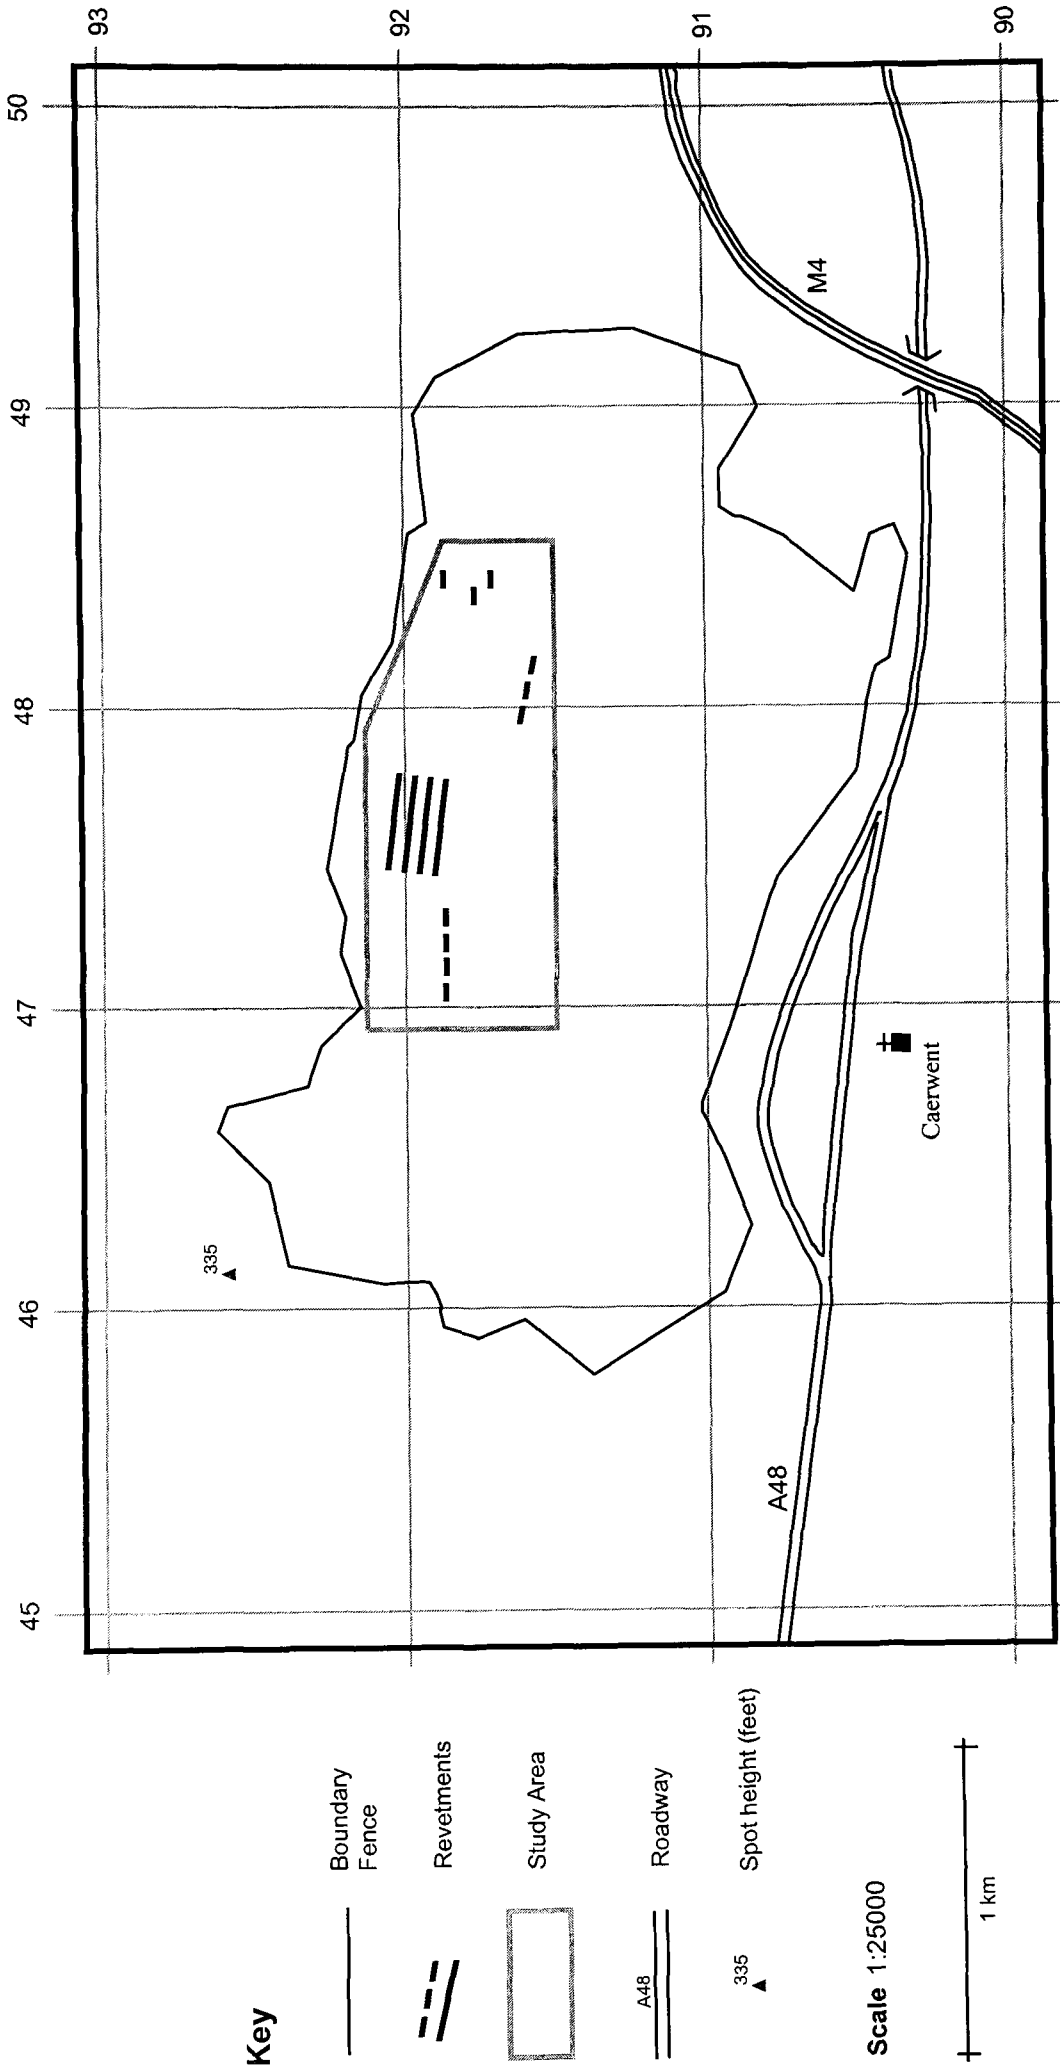 Key
Boundary
Fence
Revetments
Study Area
A48
Roadway
335
Spot height (feet)
Scale 1:25000
1 km
45
46
47
48
49
50
93
92
91
90
335
A48
M4
Caerwent